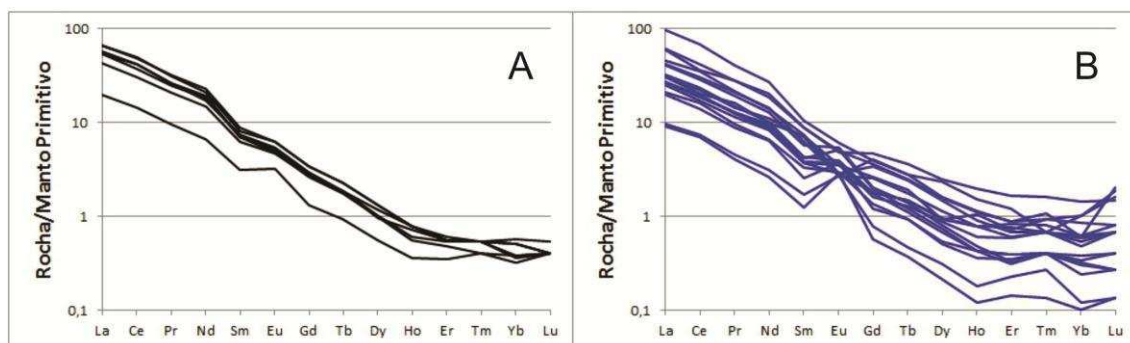 Rocha/Manto Primitivo
100
10
1
0,1
A
La Ce Pr Nd Sm Eu Gd Tb Dy Ho Er Tm Yb Lu
Rocha/Manto Primitivo
100
10
1
0,1
B
La Ce Pr Nd Sm Eu Gd Tb Dy Ho Er Tm Yb Lu